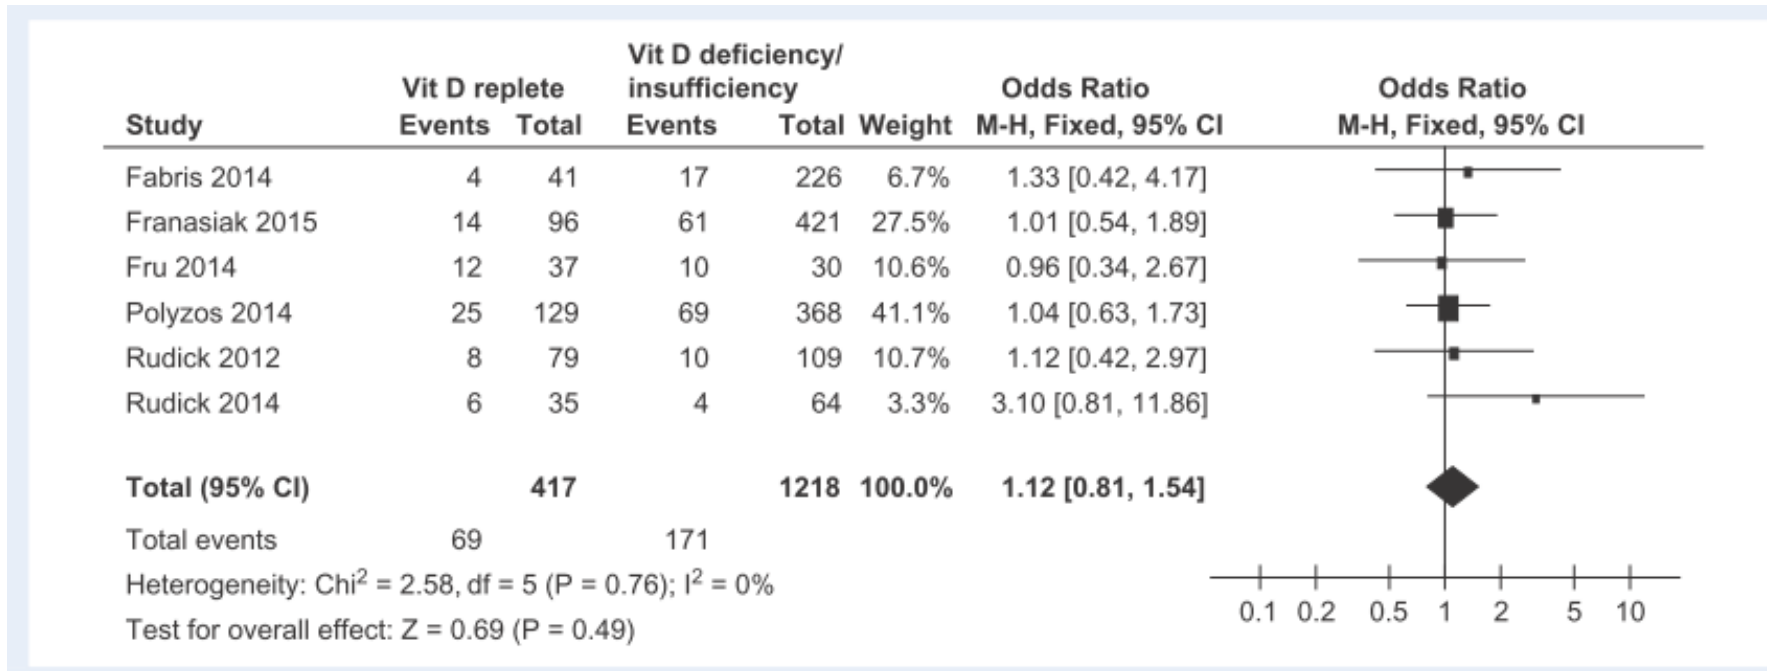 Vit D deficiency/
Vit D replete insufficiency Odds Ratio Odds Ratio
Study Events Total Events Total Weight M-H, Fixed, 95% CI M-H, Fixed, 95% CI
Fabris 2014 4 41 17 226 6.7% 1.33 [0.42, 4.17]
Franasiak 2015 14 96 61 421 27.5% 1.01 [0.54, 1.89]
Fru 2014 12 37 10 30 10.6% 0.96 [0.34, 2.67]
Polyzos 2014 25 129 69 368 41.1% 1.04 [0.63, 1.73]
Rudick 2012 8 79 10 109 10.7% 1.12 [0.42, 2.97]
Rudick 2014 6 35 4 64 3.3% 3.10 [0.81, 11.86]
Total (95% CI) 417 1218 100.0% 1.12 [0.81, 1.54]
Total events 69 171
Heterogeneity: Chi² = 2.58, df = 5 (P = 0.76); I² = 0%
0.1 0.2 0.5 1 2 5 10
Test for overall effect: Z = 0.69 (P = 0.49)